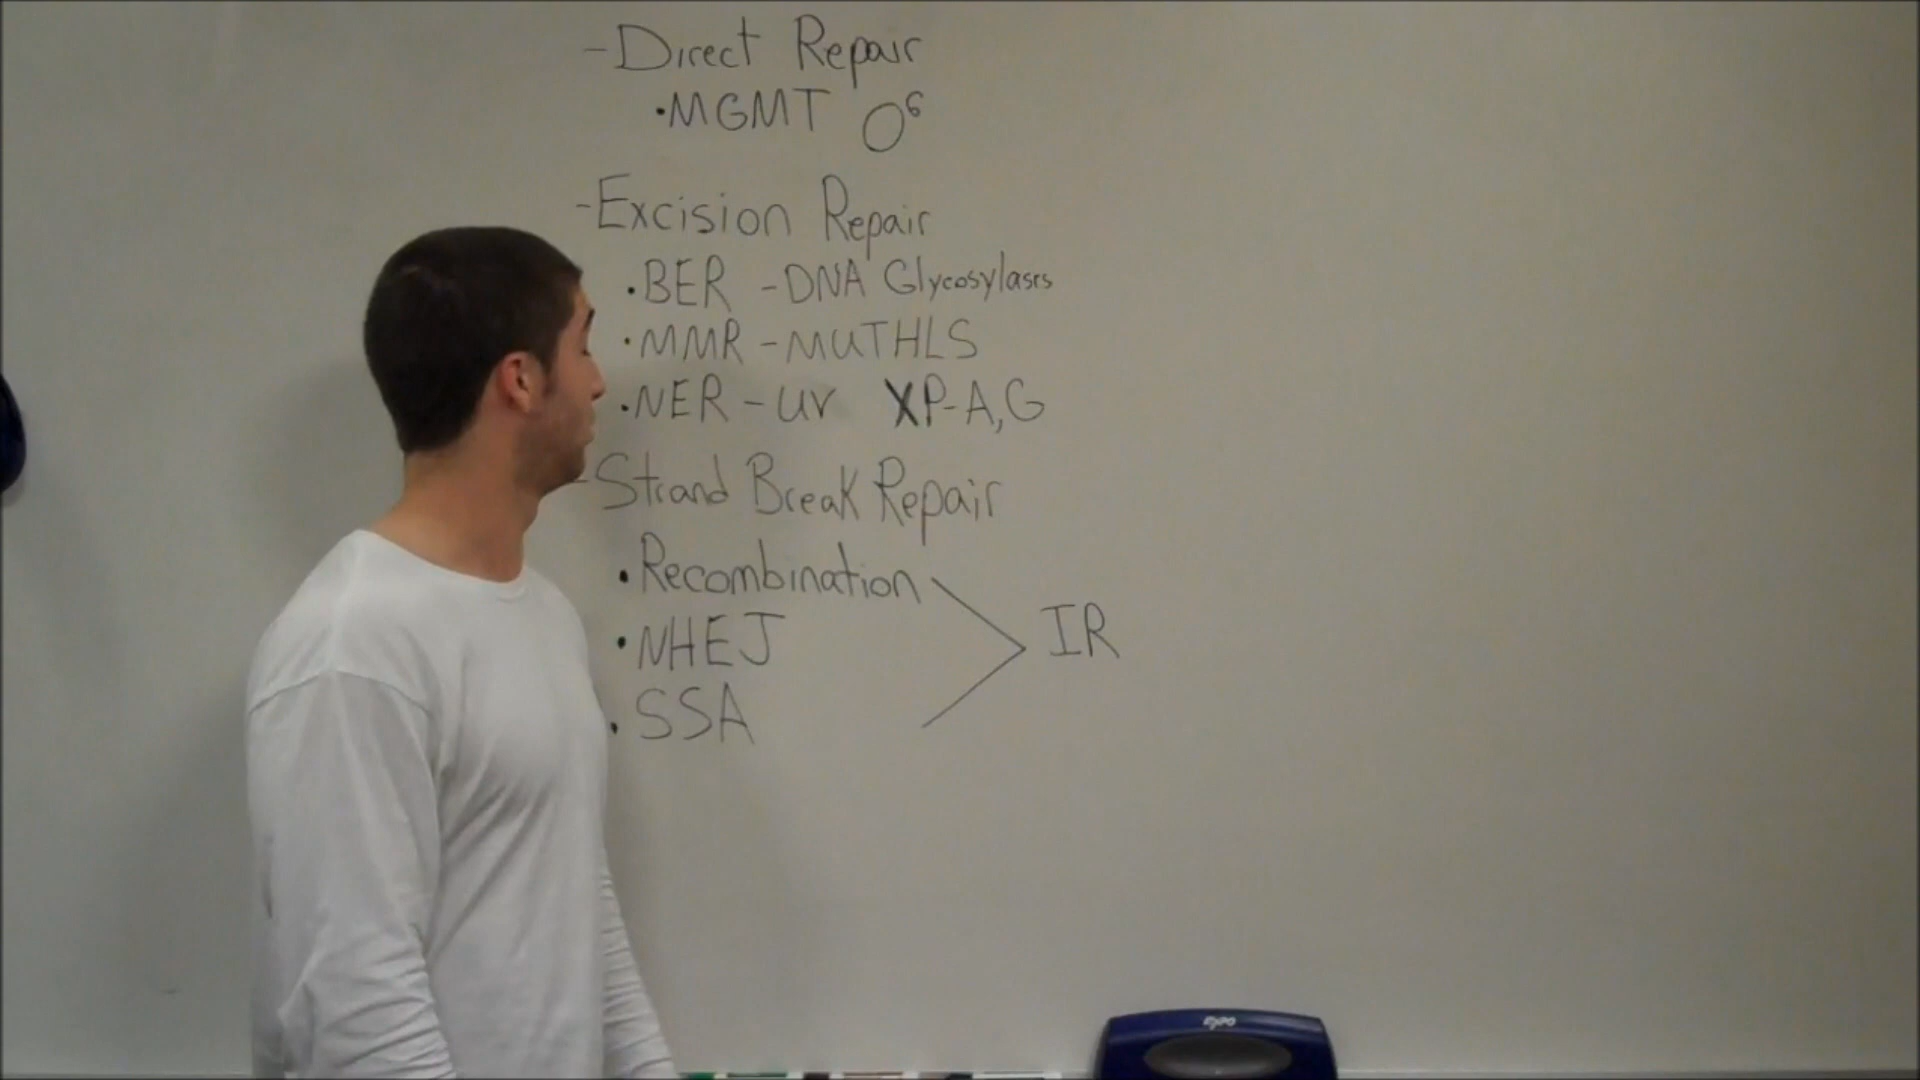 -Direct Repair
•MGMT O⁶
-Excision Repair
•BER -DNA Glycosylases
•MMR -MUTHLS
•NER -UV XP-A,G
-Strand Break Repair
•Recombination
•NHEJ
•SSA
IR
EXPO